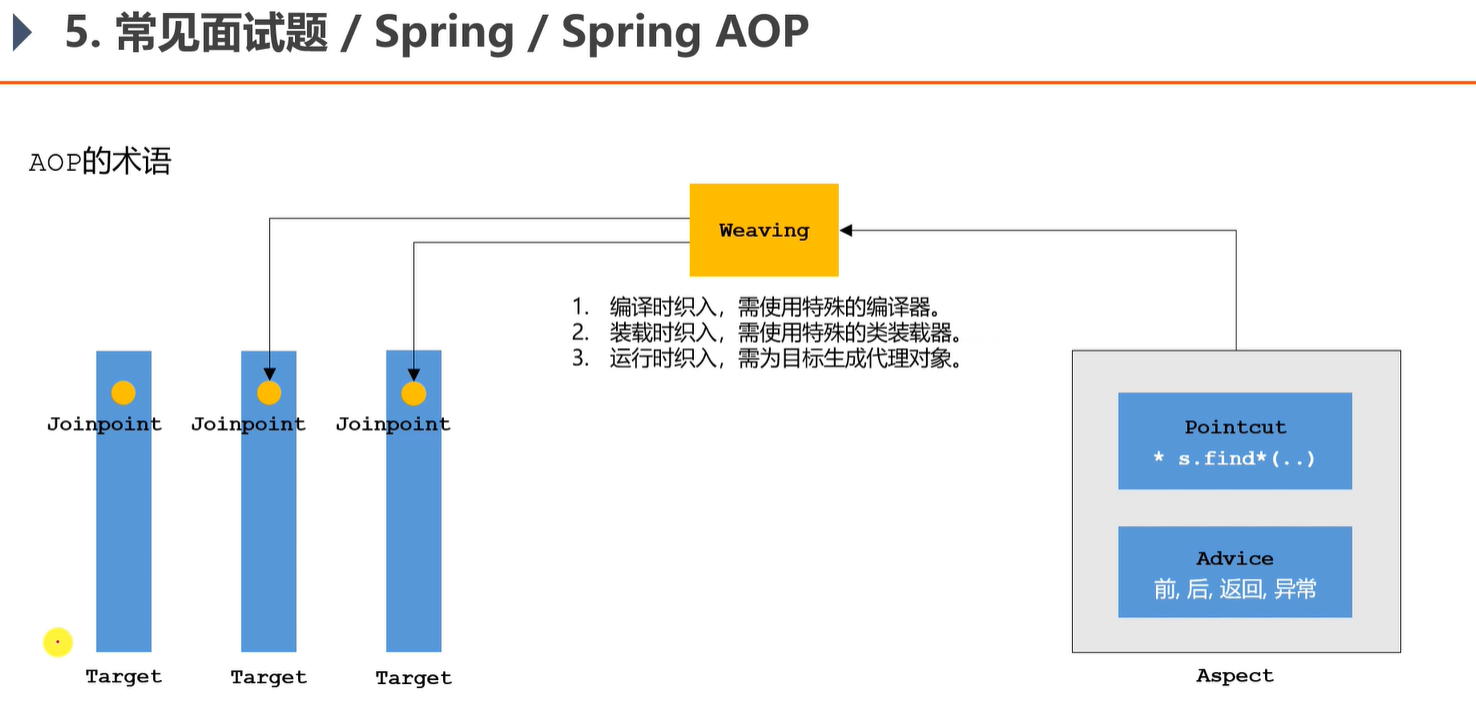 5. 常见面试题 / Spring / Spring AOP
AOP的术语
Weaving
1. 编译时织入，需使用特殊的编译器。
2. 装载时织入，需使用特殊的类装载器。
3. 运行时织入，需为目标生成代理对象。
Joinpoint
Joinpoint
Joinpoint
Pointcut
* s.find*(..)
Advice
前, 后, 返回, 异常
Target
Target
Target
Aspect